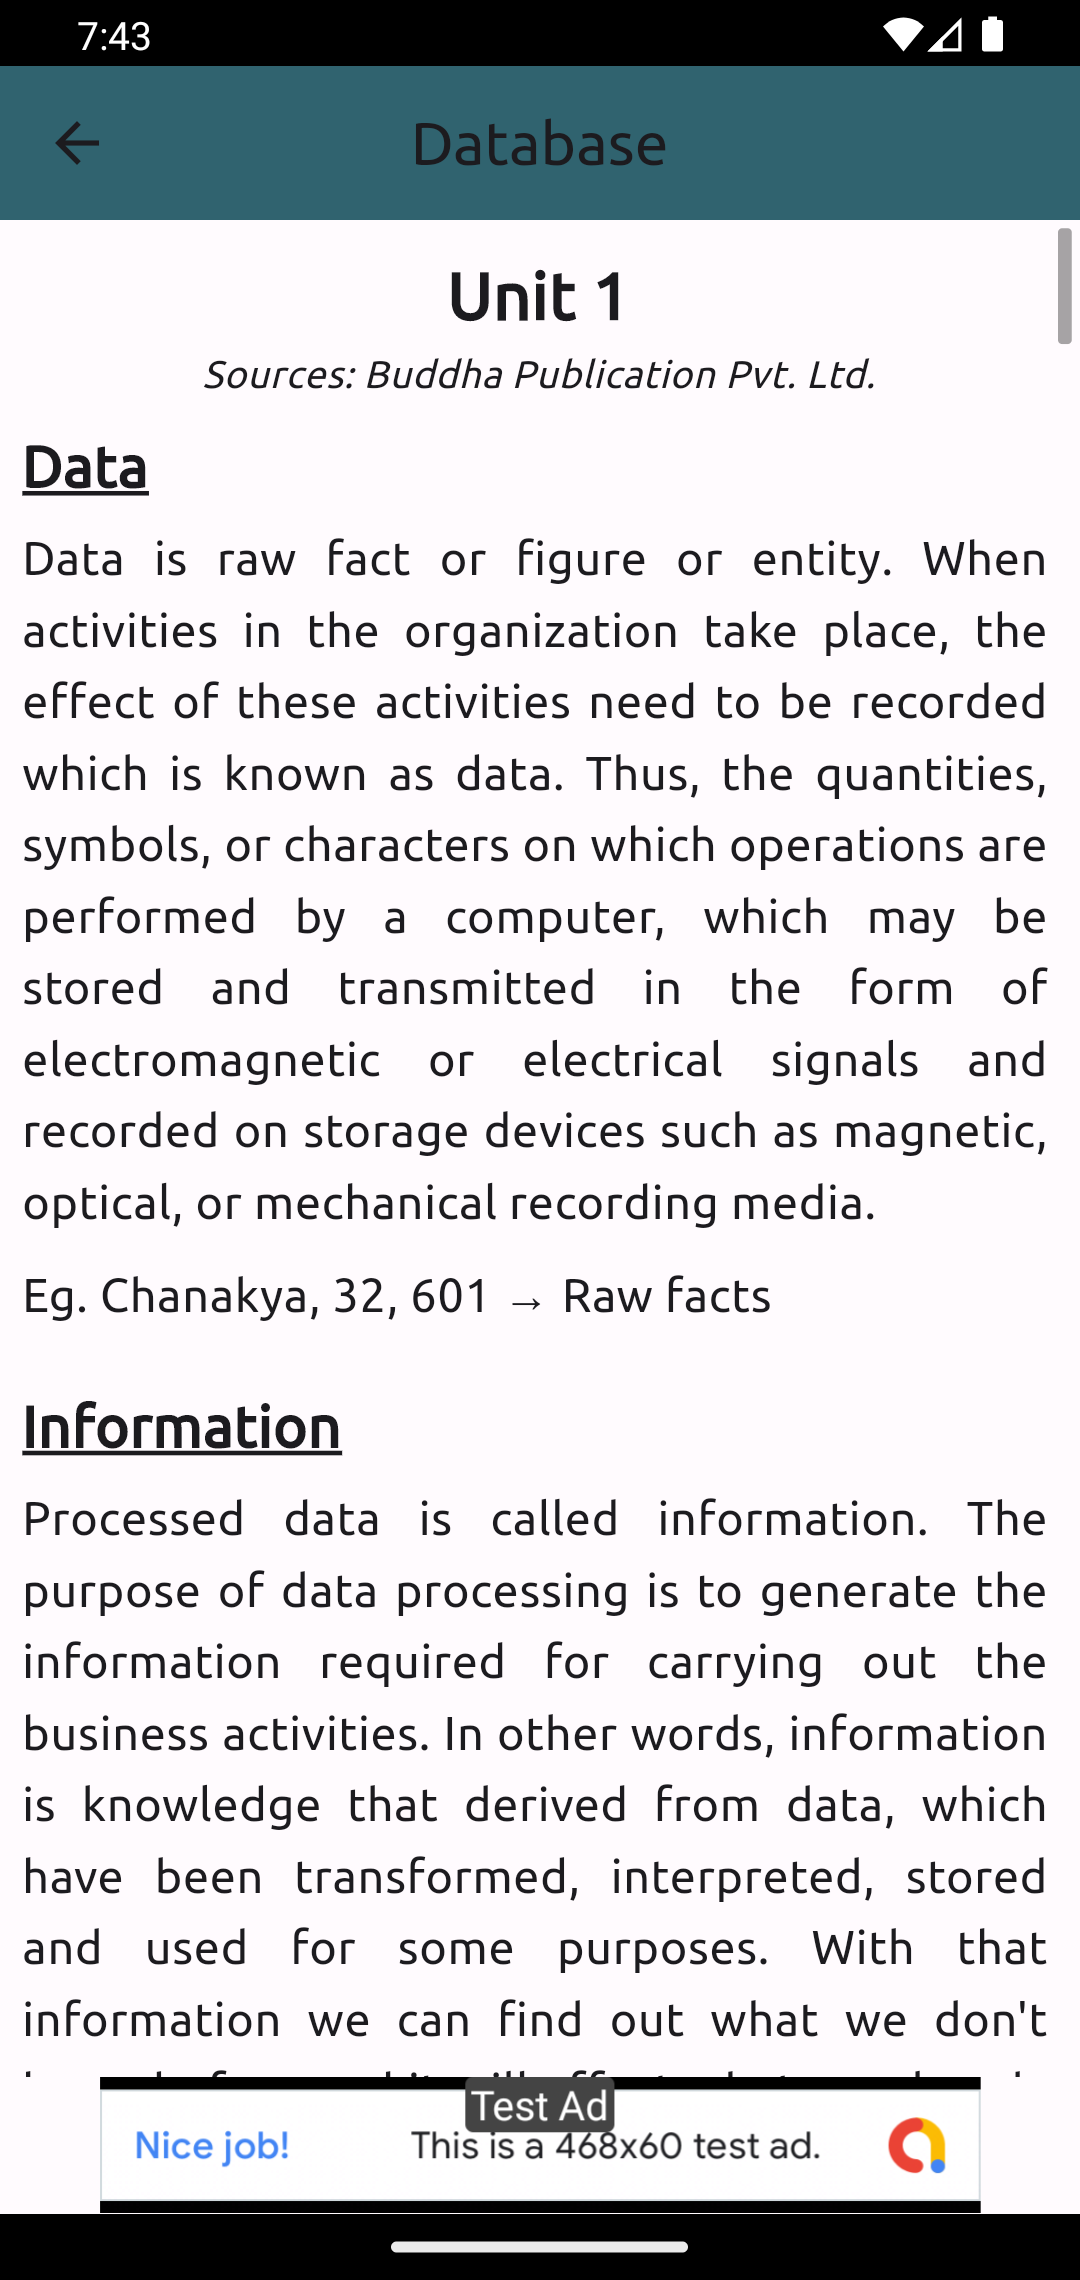 7:43
Database
Unit 1
Sources: Buddha Publication Pvt. Ltd.
Data
Data is raw fact or figure or entity. When
activities in the organization take place, the
effect of these activities need to be recorded
which is known as data. Thus, the quantities,
symbols, or characters on which operations are
performed by a computer, which may be
stored and transmitted in the form of
electromagnetic or electrical signals and
recorded on storage devices such as magnetic,
optical, or mechanical recording media.
Eg. Chanakya, 32, 601 → Raw facts
Information
Processed data is called information. The
purpose of data processing is to generate the
information required for carrying out the
business activities. In other words, information
is knowledge that derived from data, which
have been transformed, interpreted, stored
and used for some purposes. With that
information we can find out what we don't
Test Ad
Nice job! This is a 468x60 test ad.